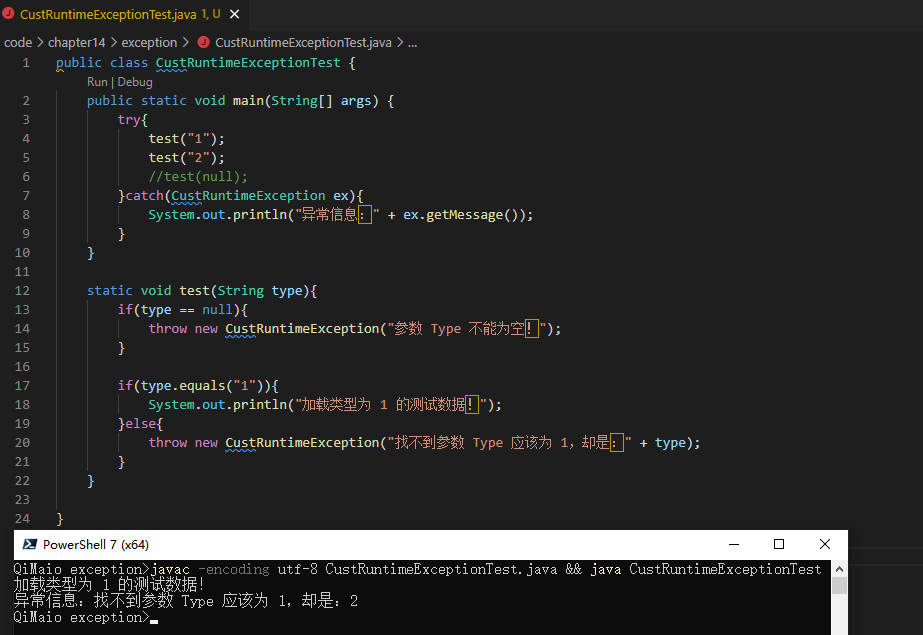 CustRuntimeExceptionTest.java 1, U
code > chapter14 > exception > CustRuntimeExceptionTest.java > ...
1 public class CustRuntimeExceptionTest {
Run | Debug
2 public static void main(String[] args) {
3 try{
4 test("1");
5 test("2");
6 //test(null);
7 }catch(CustRuntimeException ex){
8 System.out.println("异常信息：" + ex.getMessage());
9 }
10 }
11
12 static void test(String type){
13 if(type == null){
14 throw new CustRuntimeException("参数 Type 不能为空！");
15 }
16
17 if(type.equals("1")){
18 System.out.println("加载类型为 1 的测试数据！");
19 }else{
20 throw new CustRuntimeException("找不到参数 Type 应该为 1，却是：" + type);
21 }
22 }
23
24 }
PowerShell 7 (x64)
QiMaio exception>javac -encoding utf-8 CustRuntimeExceptionTest.java && java CustRuntimeExceptionTest
加载类型为 1 的测试数据！
异常信息：找不到参数 Type 应该为 1，却是：2
QiMaio exception>